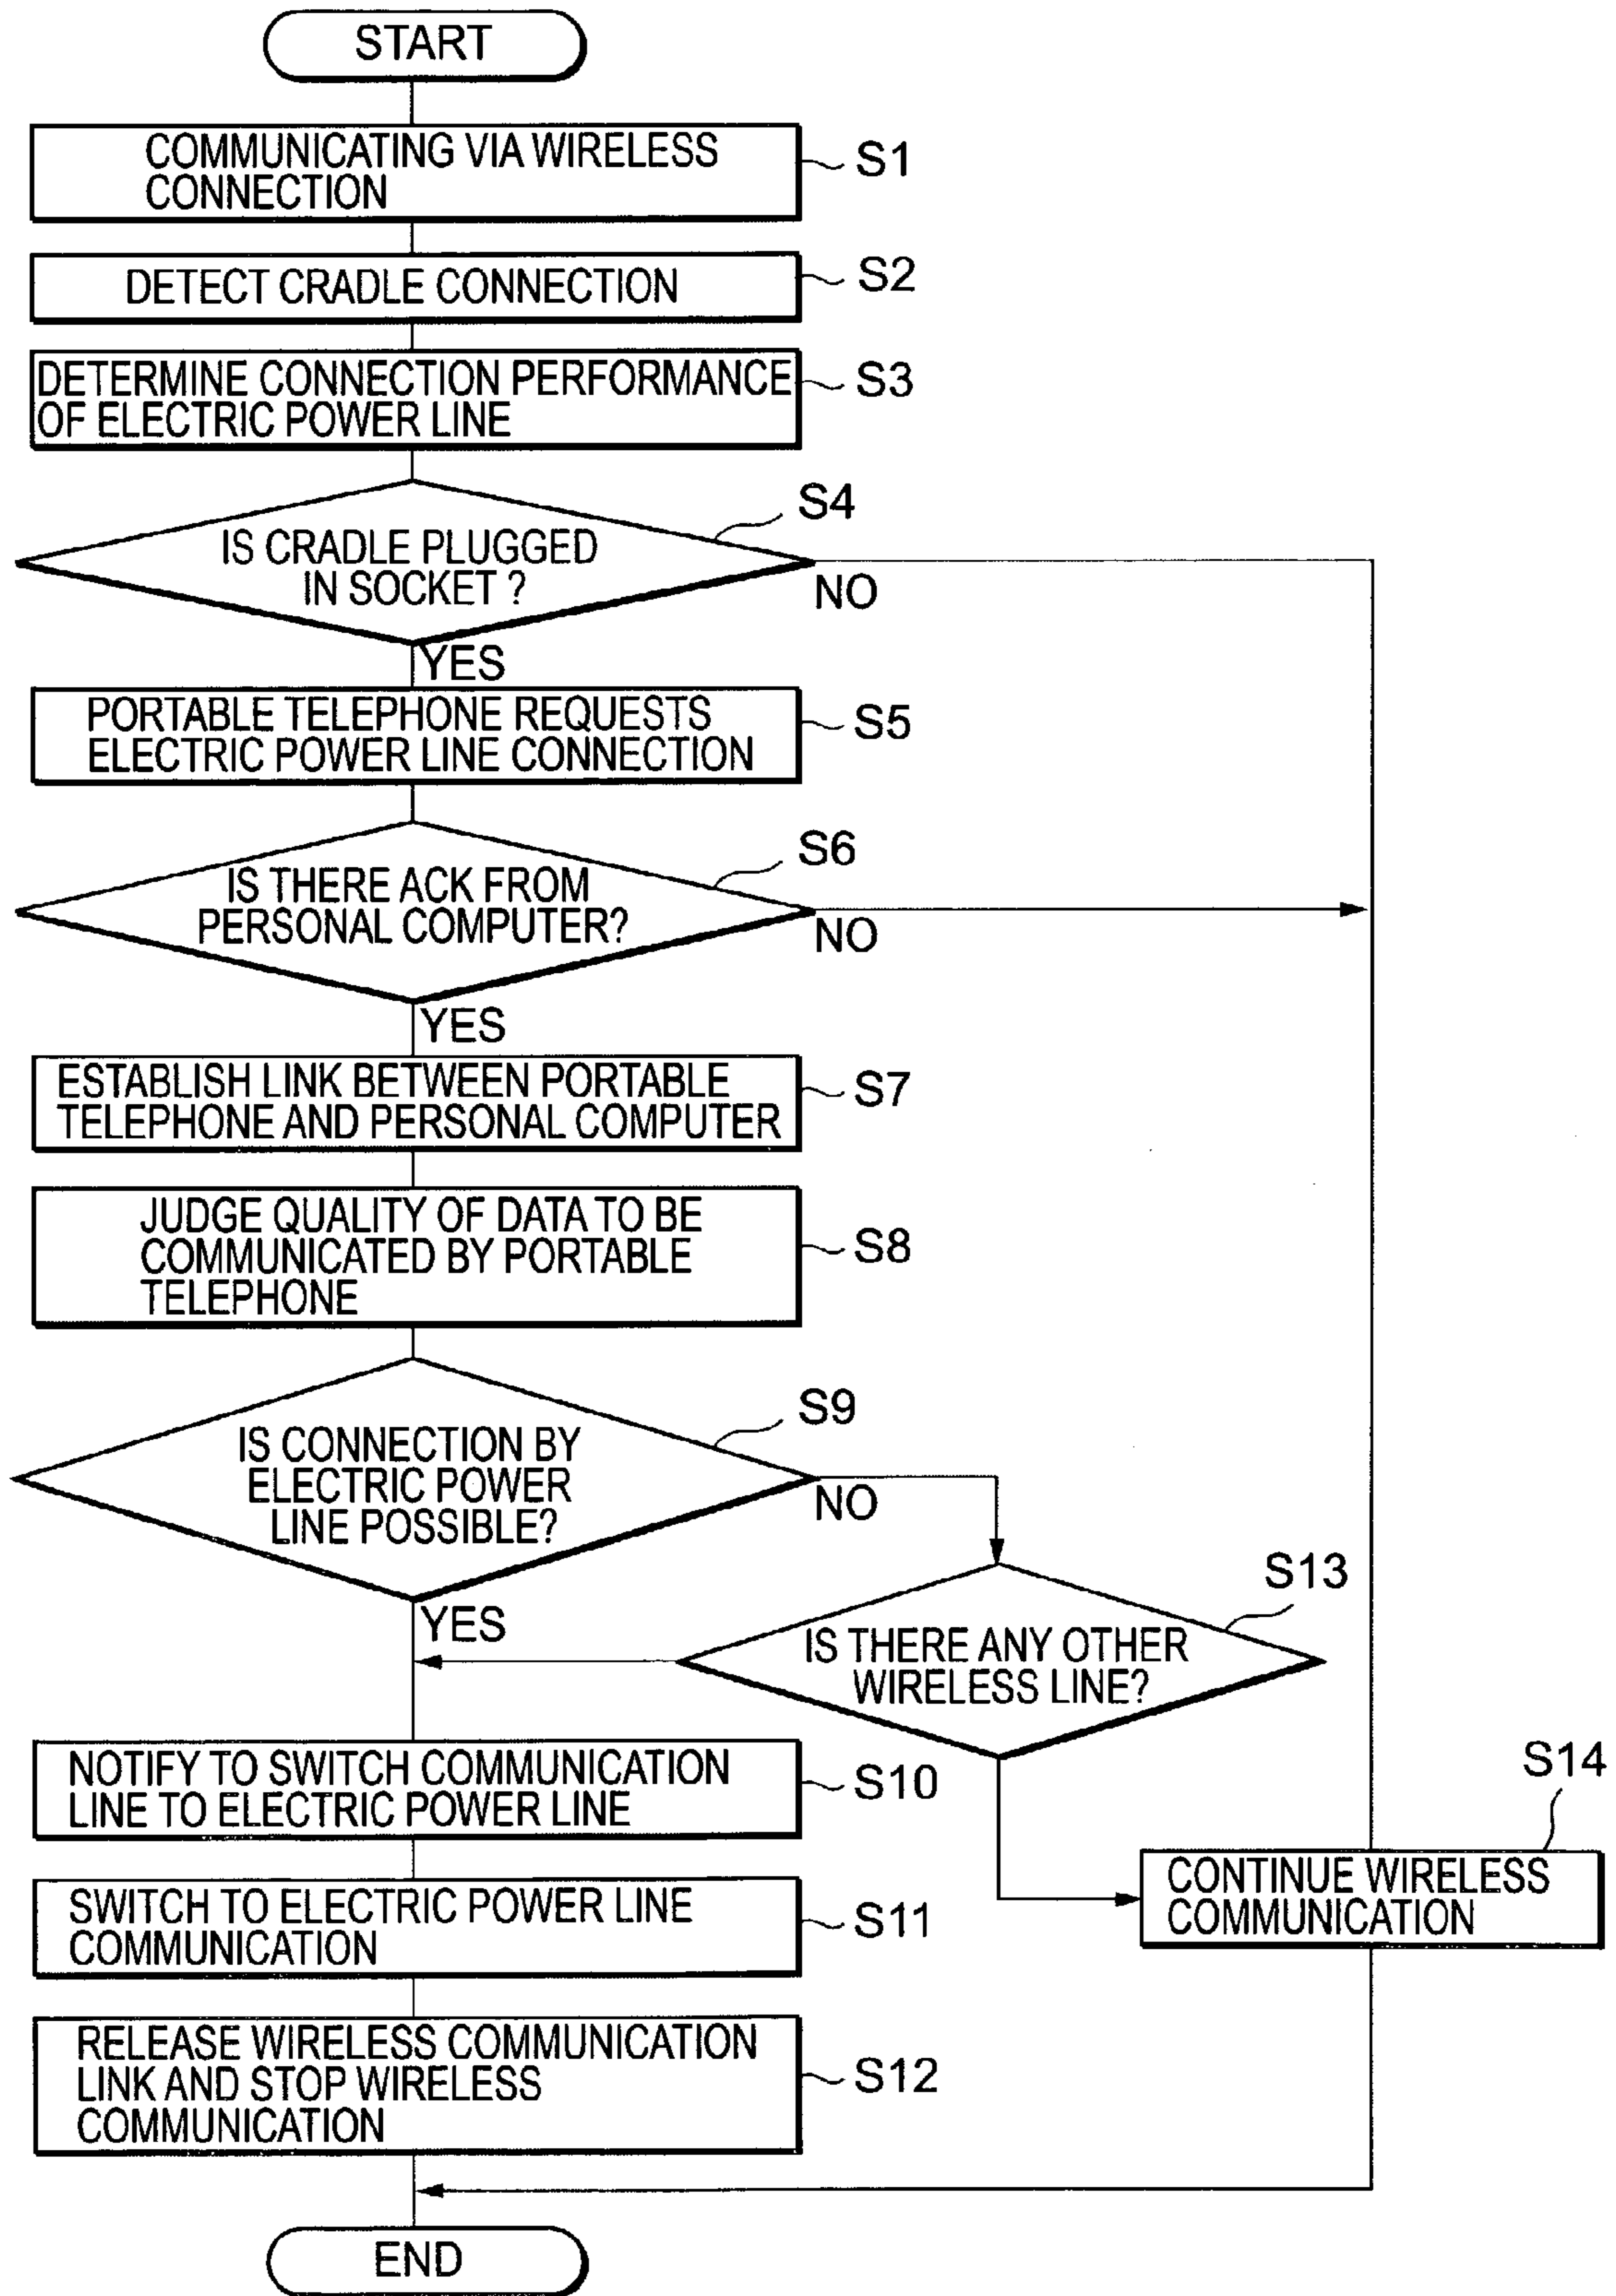 START
COMMUNICATING VIA WIRELESS
CONNECTION
S1
DETECT CRADLE CONNECTION
S2
DETERMINE CONNECTION PERFORMANCE
OF ELECTRIC POWER LINE
S3
IS CRADLE PLUGGED
IN SOCKET ?
S4
NO
YES
PORTABLE TELEPHONE REQUESTS
ELECTRIC POWER LINE CONNECTION
S5
IS THERE ACK FROM
PERSONAL COMPUTER?
S6
NO
YES
ESTABLISH LINK BETWEEN PORTABLE
TELEPHONE AND PERSONAL COMPUTER
S7
JUDGE QUALITY OF DATA TO BE
COMMUNICATED BY PORTABLE
TELEPHONE
S8
IS CONNECTION BY
ELECTRIC POWER
LINE POSSIBLE?
S9
NO
YES
IS THERE ANY OTHER
WIRELESS LINE?
S13
NOTIFY TO SWITCH COMMUNICATION
LINE TO ELECTRIC POWER LINE
S10
CONTINUE WIRELESS
COMMUNICATION
S14
SWITCH TO ELECTRIC POWER LINE
COMMUNICATION
S11
RELEASE WIRELESS COMMUNICATION
LINK AND STOP WIRELESS
COMMUNICATION
S12
END